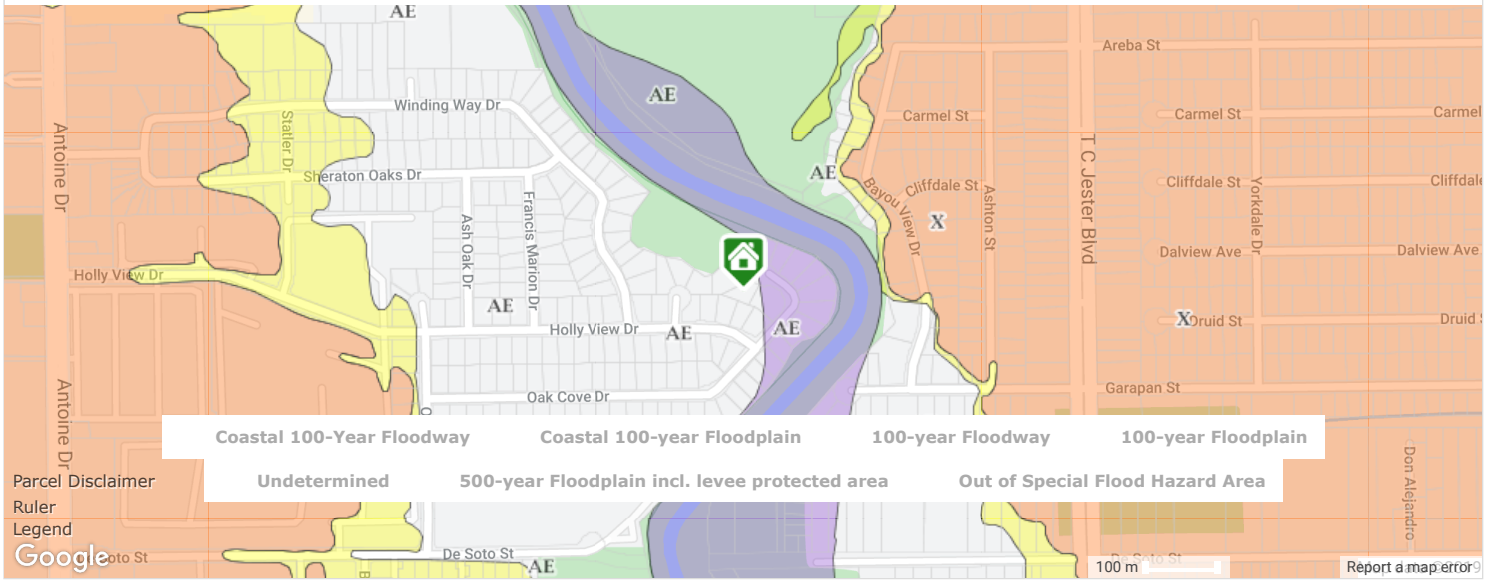 AE
Areba St
AE
Winding Way Dr
Carmel St
Carmel St
Carmel
Statler Dr
Antoine Dr
T C Jester Blvd
Sheraton Oaks Dr
AE
Bayou View Dr
Cliffdale St
Ashton St
Cliffdale St
Yorkdale Dr
Cliffdale
Francis Marion Dr
Ash Oak Dr
X
Dalview Ave
Dalview Ave
Holly View Dr
AE
Holly View Dr
AE
AE
X
Druid St
Druid
Antoine Dr
Oak Cove Dr
Garapan St
Coastal 100-Year Floodway
Coastal 100-year Floodplain
100-year Floodway
100-year Floodplain
Undetermined
500-year Floodplain incl. levee protected area
Out of Special Flood Hazard Area
Don Alejandro
Parcel Disclaimer
Ruler
Legend
Google
De Soto St
AE
De Soto St
100 m
Report a map error